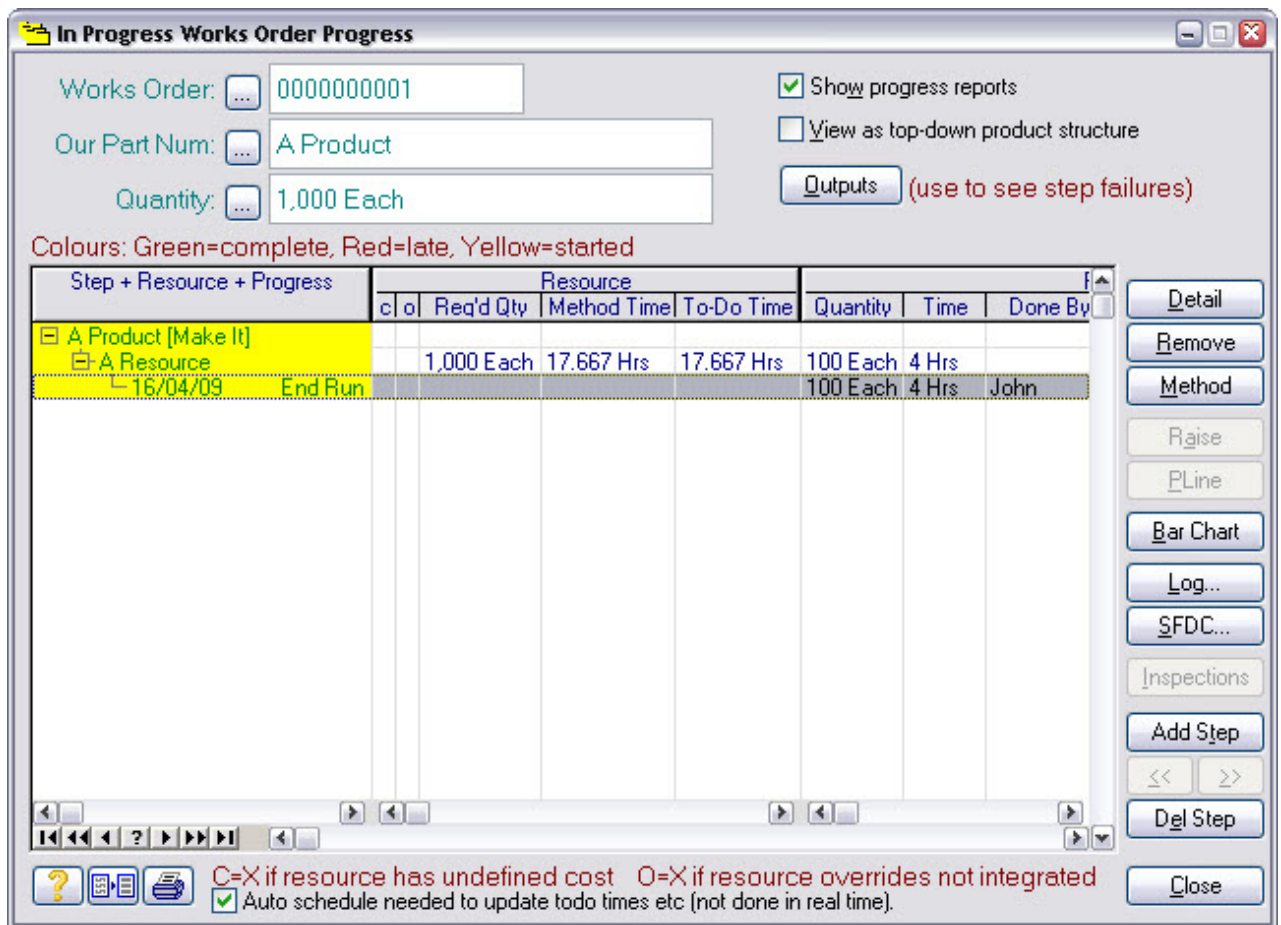 In Progress Works Order Progress
Works Order: ... 0000000001
Show progress reports
Our Part Num: ... A Product
View as top-down product structure
Quantity: ... 1,000 Each
Outputs (use to see step failures)
Colours: Green=complete, Red=late, Yellow=started
Step + Resource + Progress Resource
c o Req'd Qty Method Time To-Do Time Quantity Time Done By
A Product [Make It]
A Resource 1,000 Each 17.667 Hrs 17.667 Hrs 100 Each 4 Hrs
16/04/09 End Run 100 Each 4 Hrs John
Detail
Remove
Method
Raise
PLine
Bar Chart
Log...
SFDC...
Inspections
Add Step
<< >>
Del Step
?
? C=X if resource has undefined cost O=X if resource overrides not integrated
Auto schedule needed to update todo times etc (not done in real time).
Close